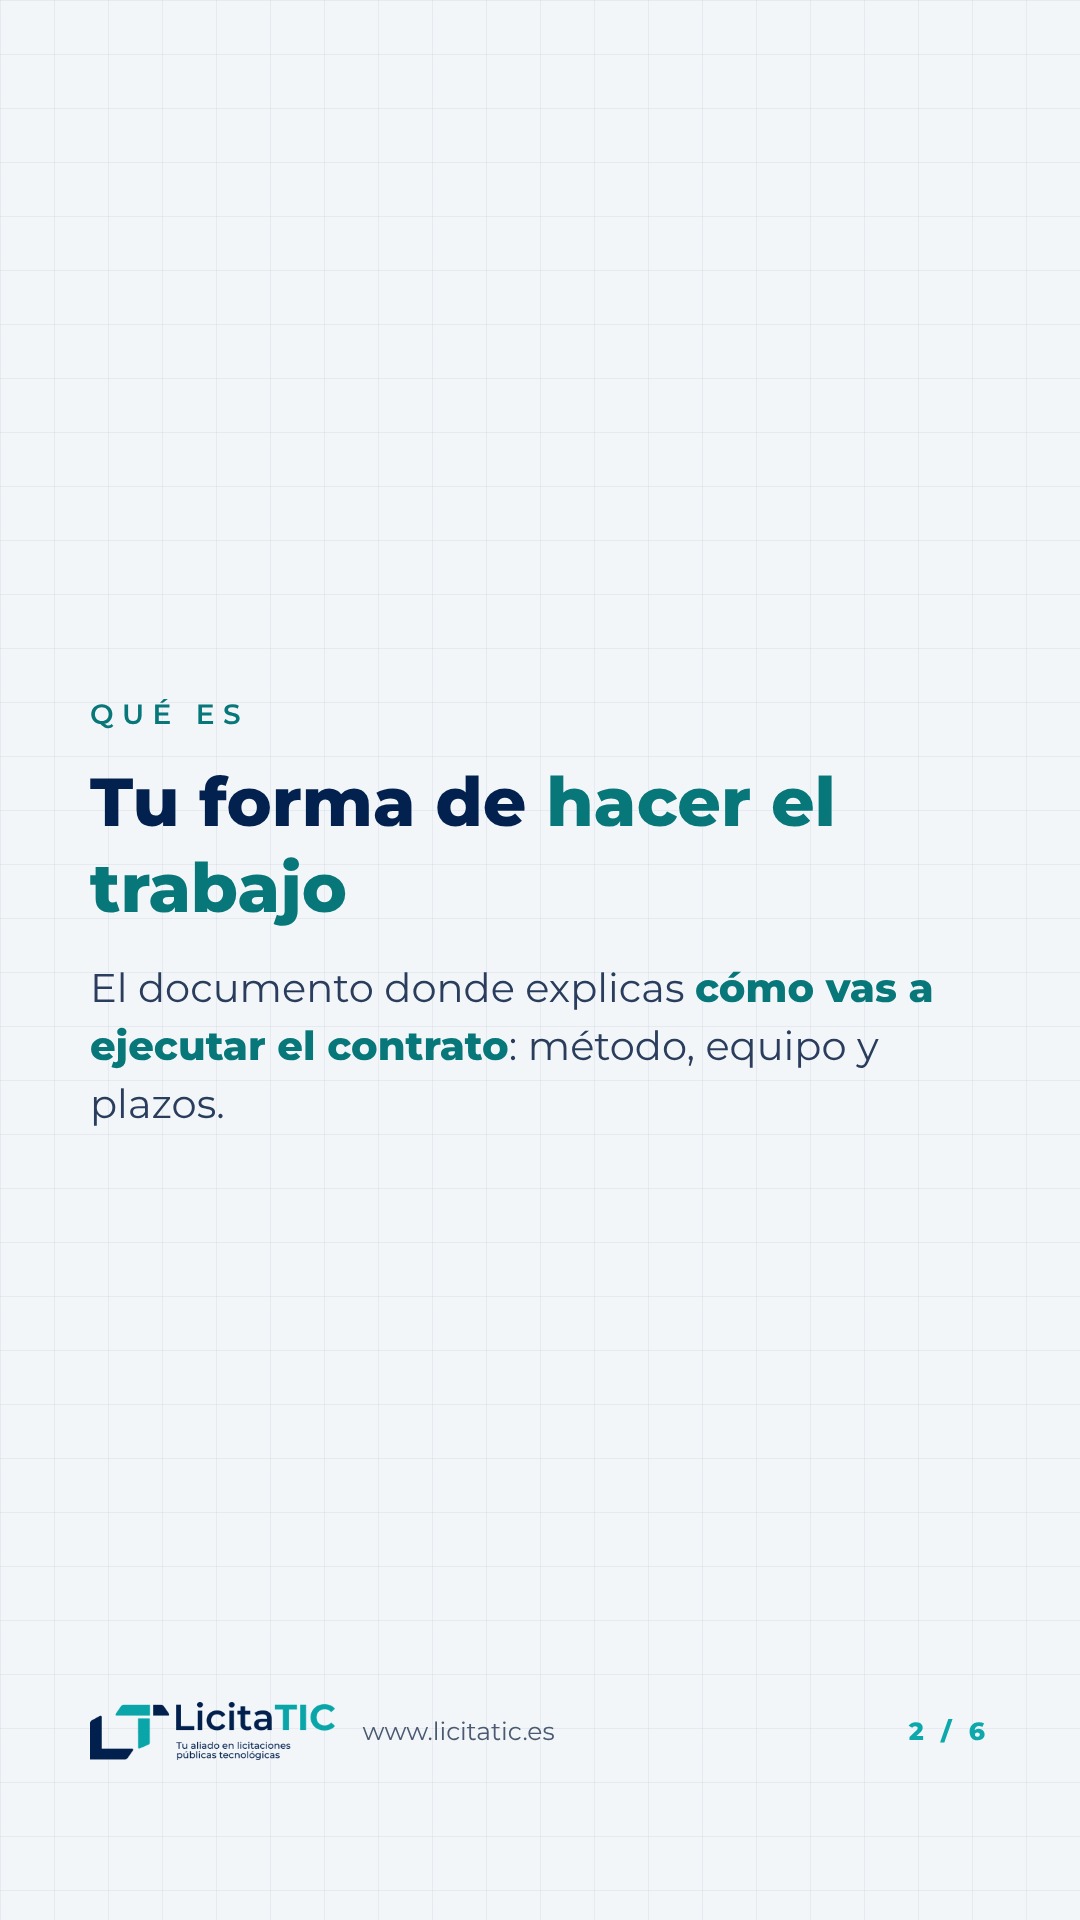 QUÉ ES
Tu forma de hacer el
trabajo
El documento donde explicas cómo vas a
ejecutar el contrato: método, equipo y
plazos.
LicitaTIC
Tu aliado en licitaciones
públicas tecnológicas
www.licitatic.es
2 / 6